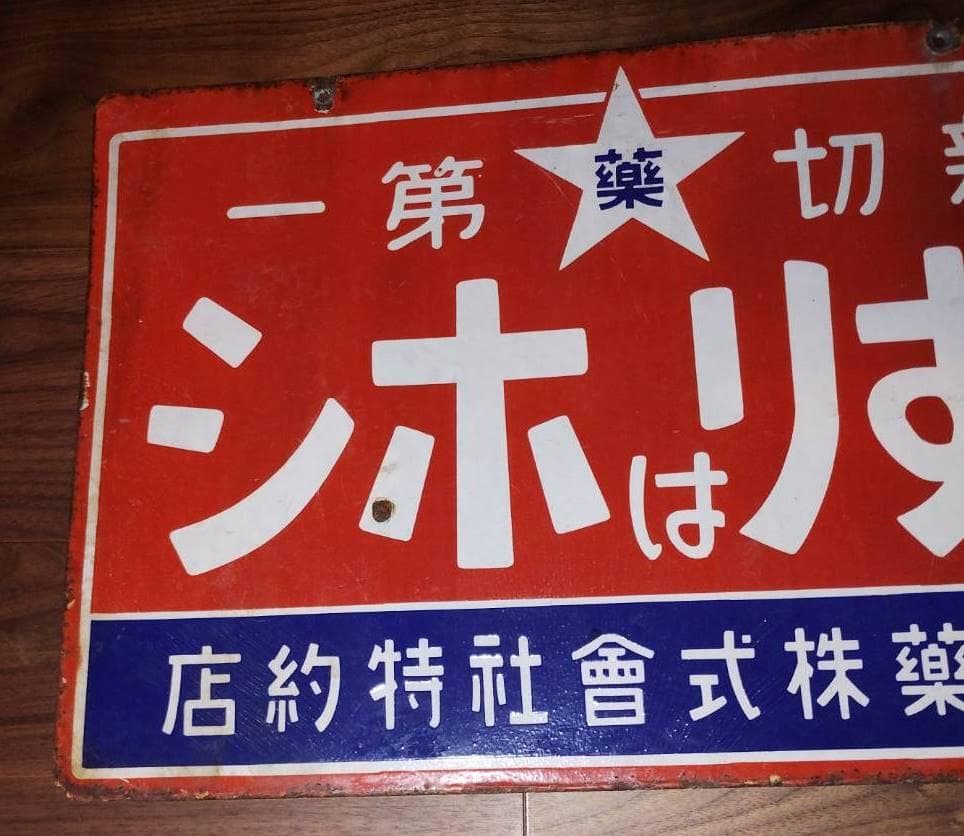 藥
切第一
すりはホシ
藥株式會社特約店